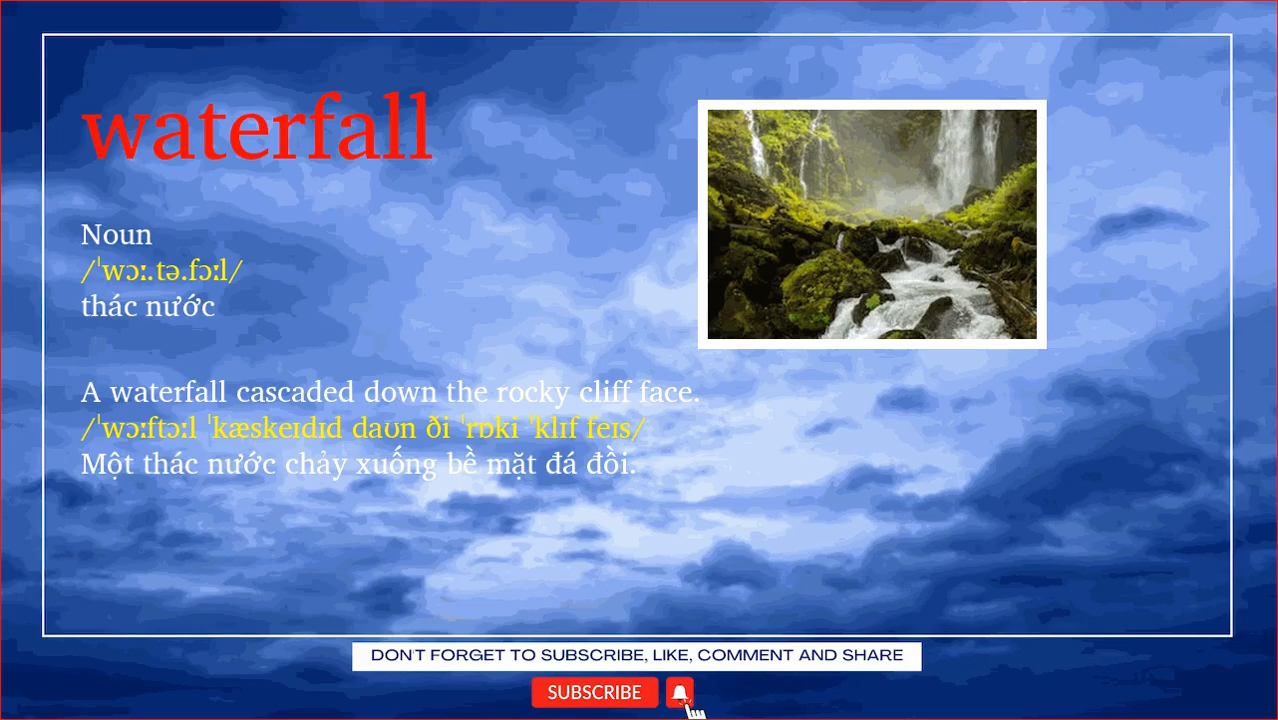 waterfall
Noun
/ˈwɔː.tə.fɔːl/
thác nước
A waterfall cascaded down the rocky cliff face.
/ˈwɔːftɔːl ˈkæskeɪdɪd daʊn ði ˈrɒki ˈklɪf feɪs/
Một thác nước chảy xuống bề mặt đá đồi.
DON'T FORGET TO SUBSCRIBE, LIKE, COMMENT AND SHARE
SUBSCRIBE